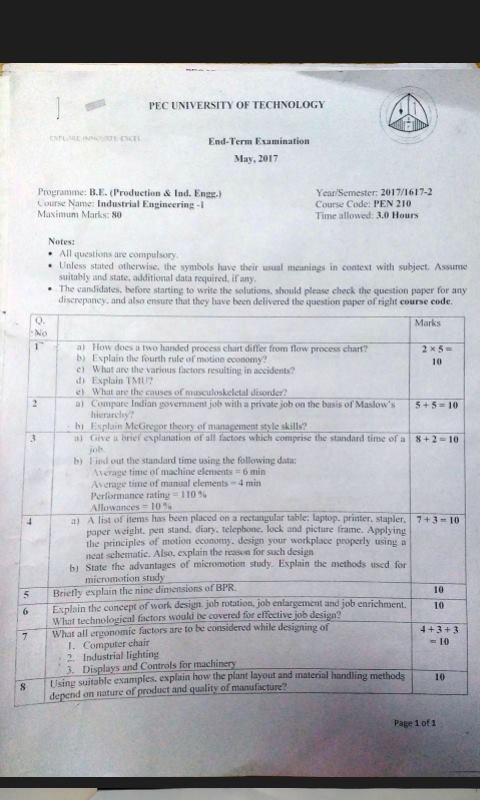 PEC UNIVERSITY OF TECHNOLOGY
EXPLORE INNOVATE EXCEL
End-Term Examination
May, 2017
Programme: B.E. (Production & Ind. Engg.)
Year/Semester: 2017/1617-2
Course Name: Industrial Engineering -I
Course Code: PEN 210
Maximum Marks: 80
Time allowed: 3.0 Hours
Notes:
• All questions are compulsory.
• Unless stated otherwise, the symbols have their usual meanings in context with subject. Assume
suitably and state, additional data required, if any.
• The candidates, before starting to write the solutions, should please check the question paper for any
discrepancy, and also ensure that they have been delivered the question paper of right course code.
Q. No
Marks
1
a) How does a two handed process chart differ from flow process chart?
b) Explain the fourth rule of motion economy?
c) What are the various factors resulting in accidents?
d) Explain TMU?
e) What are the causes of musculoskeletal disorder?
2 × 5 =
10
2
a) Compare Indian government job with a private job on the basis of Maslow's
hierarchy?
b) Explain McGregor theory of management style skills?
5 + 5 = 10
3
a) Give a brief explanation of all factors which comprise the standard time of a
job.
b) Find out the standard time using the following data:
Average time of machine elements = 6 min
Average time of manual elements = 4 min
Performance rating = 110 %
Allowances = 10 %
8 + 2 = 10
4
a) A list of items has been placed on a rectangular table: laptop, printer, stapler,
paper weight, pen stand, diary, telephone, lock and picture frame. Applying
the principles of motion economy, design your workplace properly using a
neat schematic. Also, explain the reason for such design
b) State the advantages of micromotion study. Explain the methods used for
micromotion study
7 + 3 = 10
5
Briefly explain the nine dimensions of BPR.
10
6
Explain the concept of work design, job rotation, job enlargement and job enrichment.
What technological factors would be covered for effective job design?
10
7
What all ergonomic factors are to be considered while designing of
1. Computer chair
2. Industrial lighting
3. Displays and Controls for machinery
4 + 3 + 3
= 10
8
Using suitable examples, explain how the plant layout and material handling methods
depend on nature of product and quality of manufacture?
10
Page 1 of 1